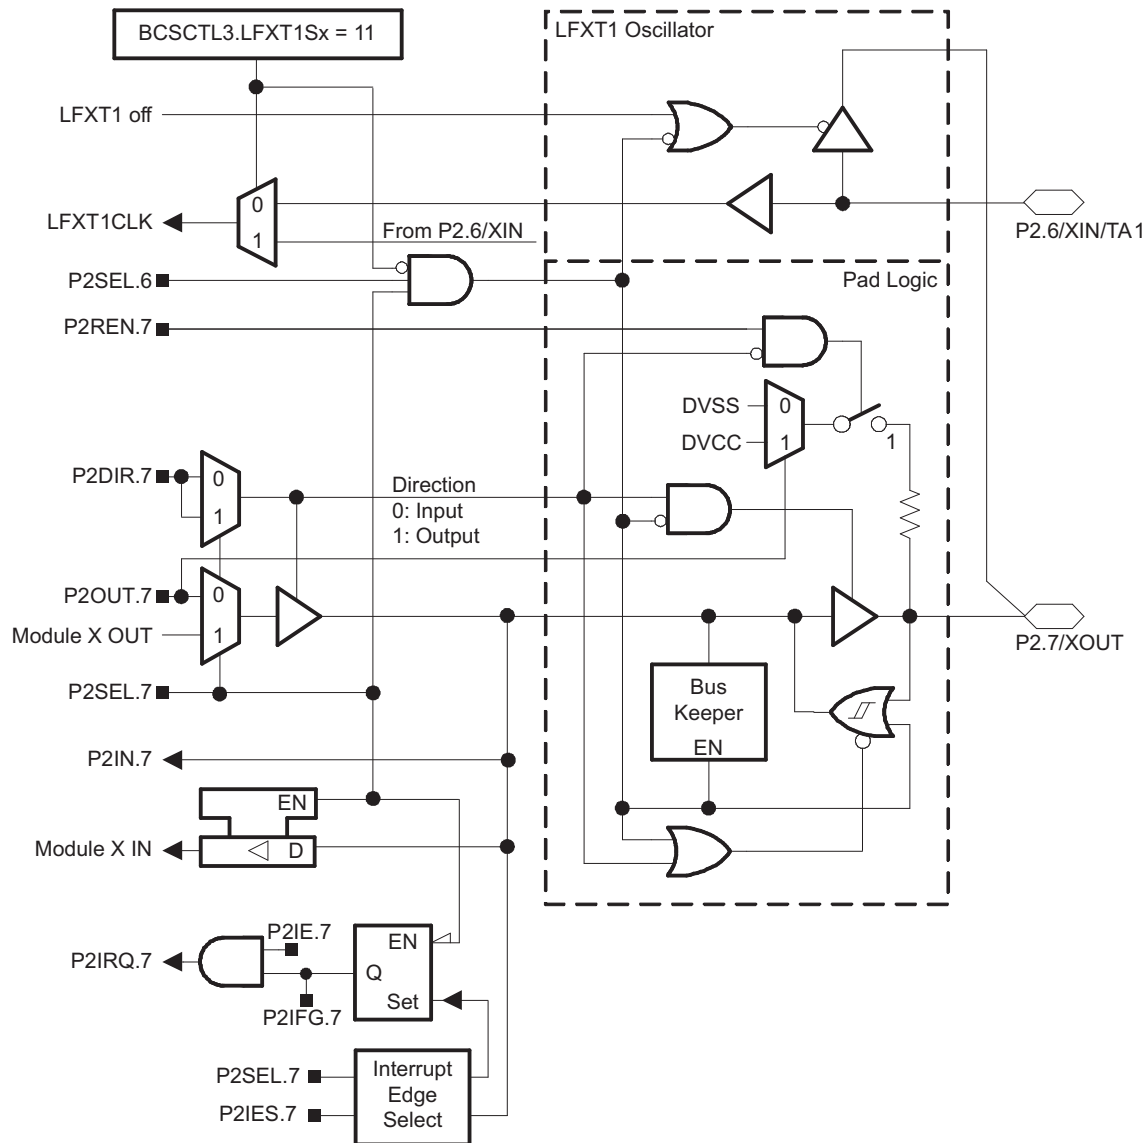 BCSCTL3.LFXT1Sx = 11
LFXT1 Oscillator
LFXT1 off
0
LFXT1CLK
1
From P2.6/XIN
P2.6/XIN/TA1
P2SEL.6
Pad Logic
P2REN.7
DVSS
0
DVCC
1
1
P2DIR.7
0
1
Direction
0: Input
1: Output
P2OUT.7
0
Module X OUT
1
P2.7/XOUT
P2SEL.7
Bus
Keeper
EN
P2IN.7
EN
Module X IN
D
P2IE.7
EN
P2IRQ.7
Q
Set
P2IFG.7
P2SEL.7
P2IES.7
Interrupt
Edge
Select